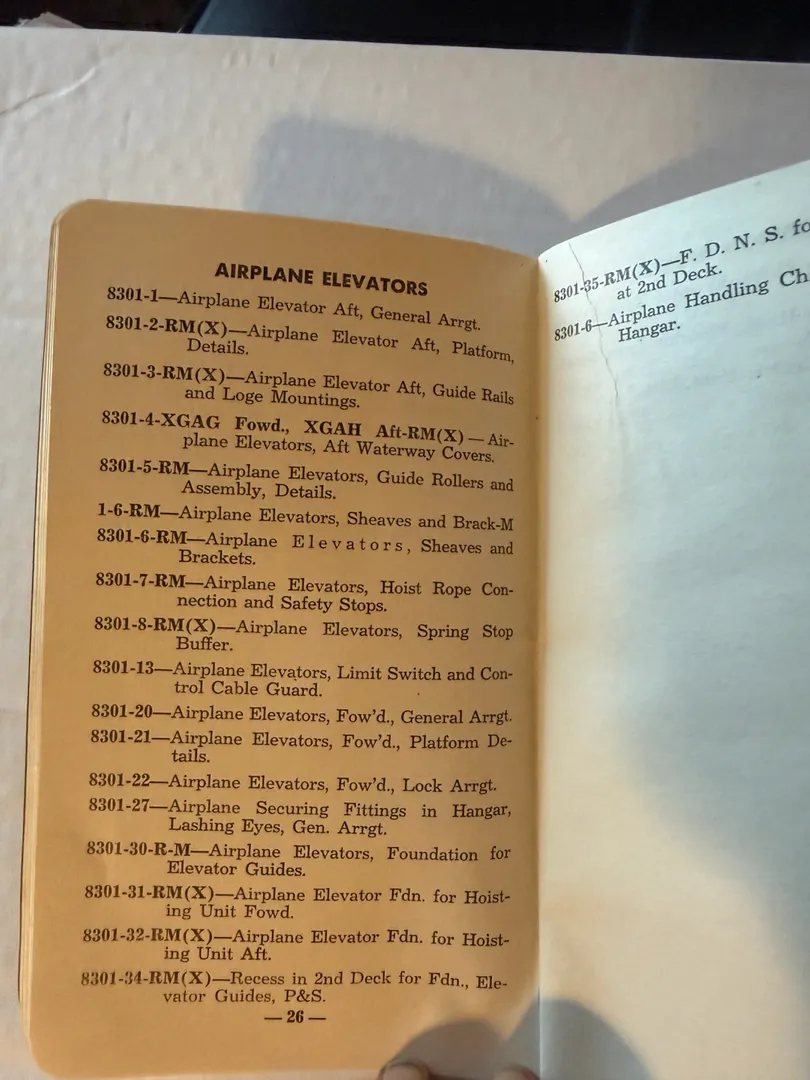 AIRPLANE ELEVATORS
8301-1—Airplane Elevator Aft, General Arrgt.
8301-2-RM(X)—Airplane Elevator Aft, Platform,
Details.
8301-3-RM(X)—Airplane Elevator Aft, Guide Rails
and Loge Mountings.
8301-4-XGAG Fowd., XGAH Aft-RM(X)—Air-
plane Elevators, Aft Waterway Covers.
8301-5-RM—Airplane Elevators, Guide Rollers and
Assembly, Details.
1-6-RM—Airplane Elevators, Sheaves and Brack-M
8301-6-RM—Airplane Elevators, Sheaves and
Brackets.
8301-7-RM—Airplane Elevators, Hoist Rope Con-
nection and Safety Stops.
8301-8-RM(X)—Airplane Elevators, Spring Stop
Buffer.
8301-13—Airplane Elevators, Limit Switch and Con-
trol Cable Guard.
8301-20—Airplane Elevators, Fow'd., General Arrgt.
8301-21—Airplane Elevators, Fow'd., Platform De-
tails.
8301-22—Airplane Elevators, Fow'd., Lock Arrgt.
8301-27—Airplane Securing Fittings in Hangar,
Lashing Eyes, Gen. Arrgt.
8301-30-R-M—Airplane Elevators, Foundation for
Elevator Guides.
8301-31-RM(X)—Airplane Elevator Fdn. for Hoist-
ing Unit Fowd.
8301-32-RM(X)—Airplane Elevator Fdn. for Hoist-
ing Unit Aft.
8301-34-RM(X)—Recess in 2nd Deck for Fdn., Ele-
vator Guides, P&S.
— 26 —
8301-35-RM(X)—F. D. N. S. fo
at 2nd Deck.
8301-6—Airplane Handling Ch
Hangar.